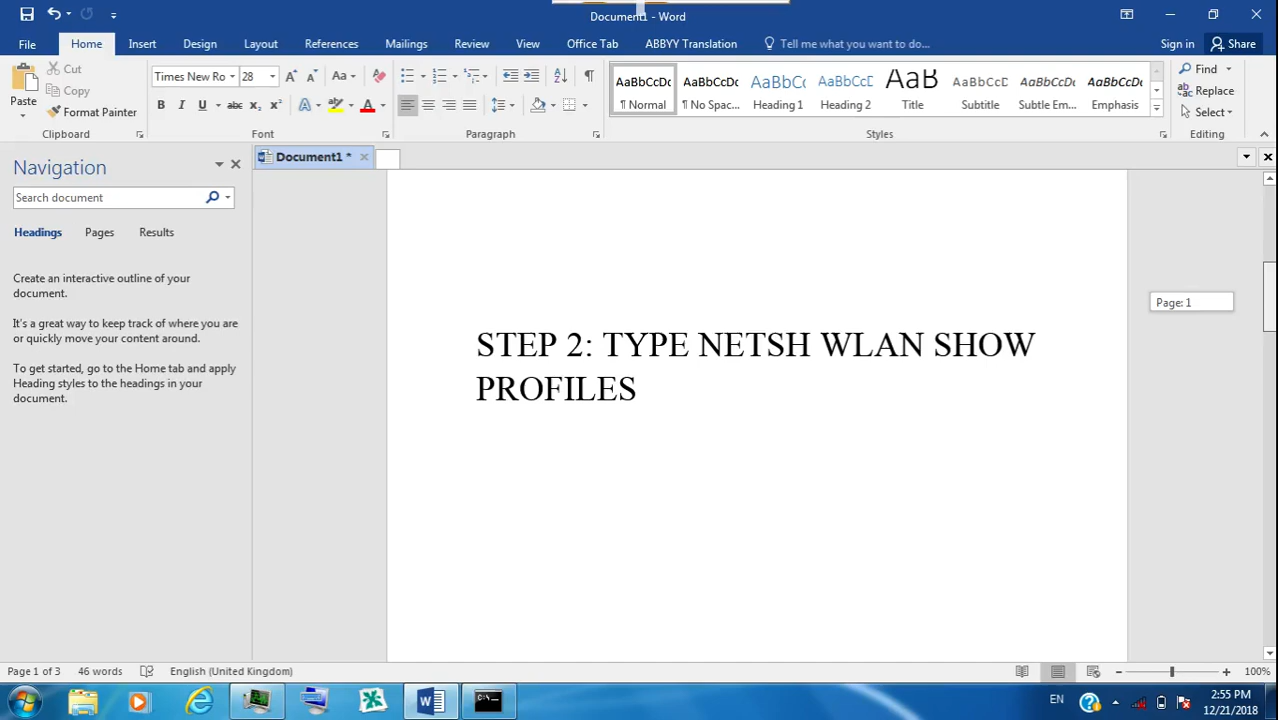 Document1 - Word
File Home Insert Design Layout References Mailings Review View Office Tab ABBYY Translation Tell me what you want to do... Sign in Share
Paste
Cut
Copy
Format Painter
Clipboard
Times New Ro 28 Aa
B I U abc X₂ X² A A
Font
Paragraph
AaBbCcDc AaBbCcDc AaBbCc AaBbCcD AaB AaBbCcD AaBbCcDc AaBbCcDc
¶ Normal ¶ No Spac... Heading 1 Heading 2 Title Subtitle Subtle Em... Emphasis
Styles
Find
Replace
Select
Editing
Navigation
Search document
Headings Pages Results
Create an interactive outline of your
document.
It's a great way to keep track of where you are
or quickly move your content around.
To get started, go to the Home tab and apply
Heading styles to the headings in your
document.
Document1 *
STEP 2: TYPE NETSH WLAN SHOW
PROFILES
Page: 1
Page 1 of 3 46 words English (United Kingdom) 100%
EN 2:55 PM
12/21/2018